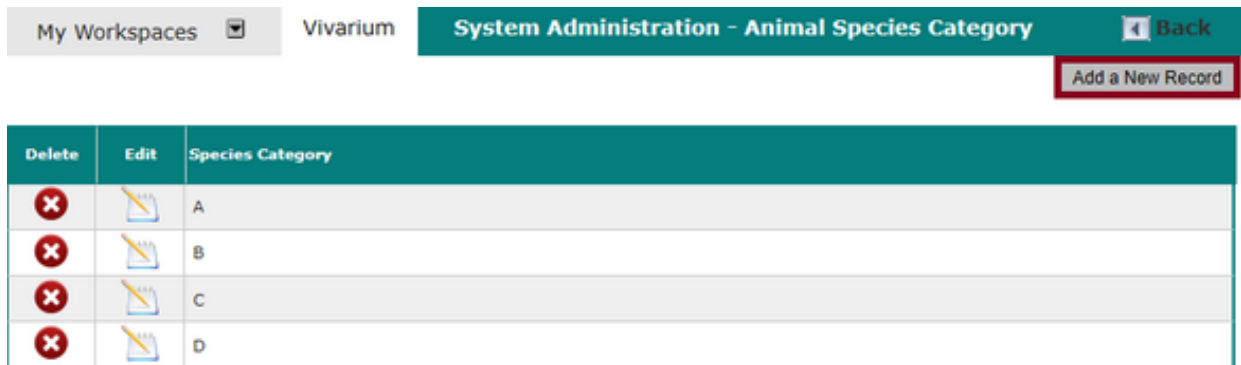 My Workspaces Vivarium System Administration - Animal Species Category Back
Add a New Record
Delete Edit Species Category
A
B
C
D